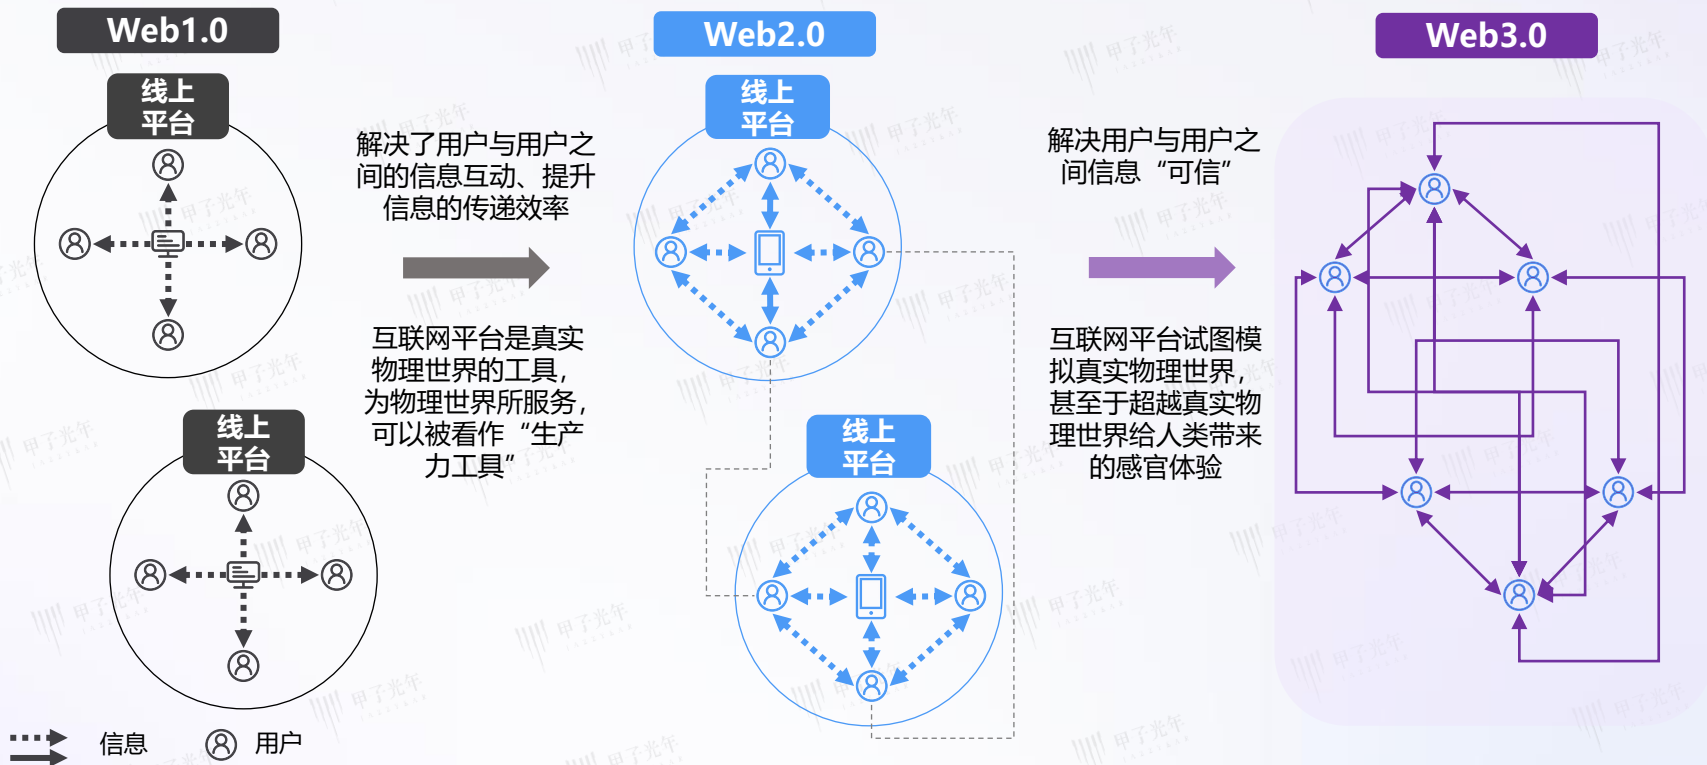 Web1.0
线上
平台
线上
平台
解决了用户与用户之
间的信息互动、提升
信息的传递效率
互联网平台是真实
物理世界的工具,
为物理世界所服务,
可以被看作“生产
力工具”
Web2.0
线上
平台
线上
平台
解决用户与用户之
间信息“可信”
互联网平台试图模
拟真实物理世界,
甚至于超越真实物
理世界给人类带来
的感官体验
Web3.0
信息
用户
甲子光年